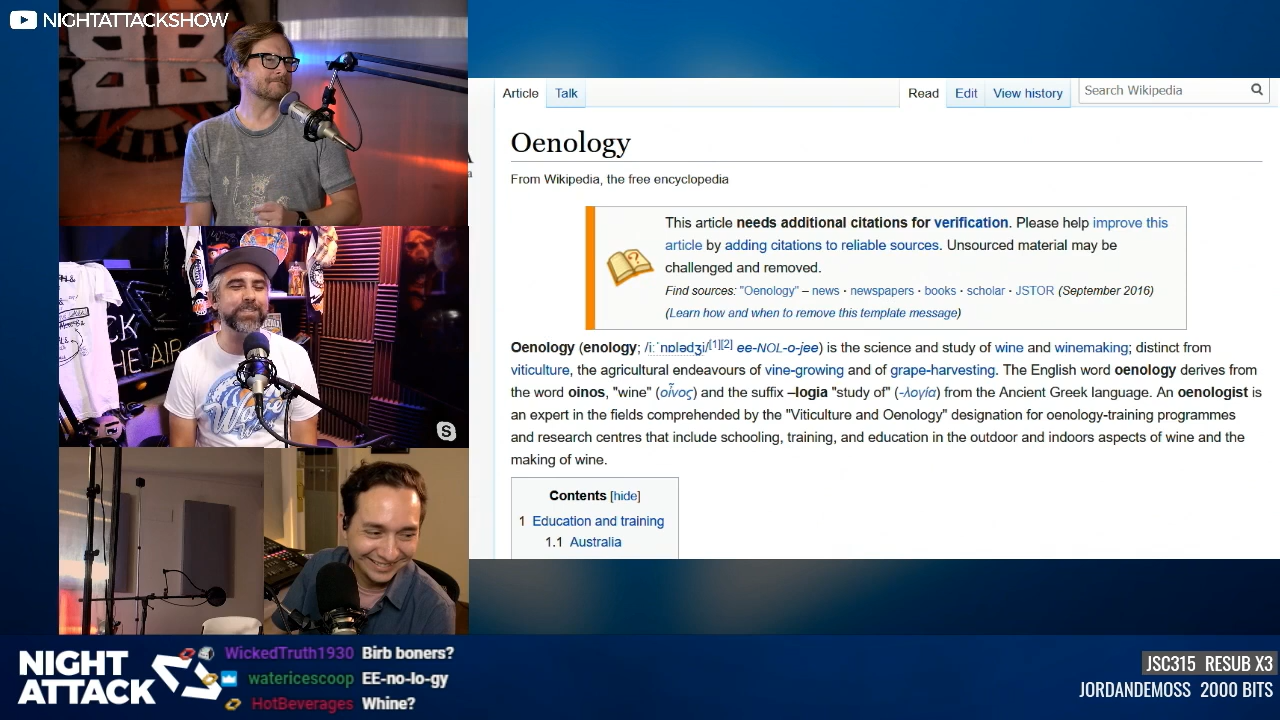 NIGHTATTACKSHOW
Article
Talk
Read
Edit
View history
Search Wikipedia
Oenology
From Wikipedia, the free encyclopedia
This article needs additional citations for verification. Please help improve this
article by adding citations to reliable sources. Unsourced material may be
challenged and removed.
Find sources: "Oenology" – news · newspapers · books · scholar · JSTOR (September 2016)
(Learn how and when to remove this template message)
Oenology (enology; /iːˈnɒlədʒi/[1][2] ee-NOL-o-jee) is the science and study of wine and winemaking; distinct from
viticulture, the agricultural endeavours of vine-growing and of grape-harvesting. The English word oenology derives from
the word oinos, "wine" (οἶνος) and the suffix –logia "study of" (-λογία) from the Ancient Greek language. An oenologist is
an expert in the fields comprehended by the "Viticulture and Oenology" designation for oenology-training programmes
and research centres that include schooling, training, and education in the outdoor and indoors aspects of wine and the
making of wine.
Contents [hide]
1 Education and training
1.1 Australia
NIGHT
ATTACK
WickedTruth1930 Birb boners?
watericescoop EE-no-lo-gy
HotBeverages Whine?
JSC315 RESUB X3
JORDANDEMOSS 2000 BITS